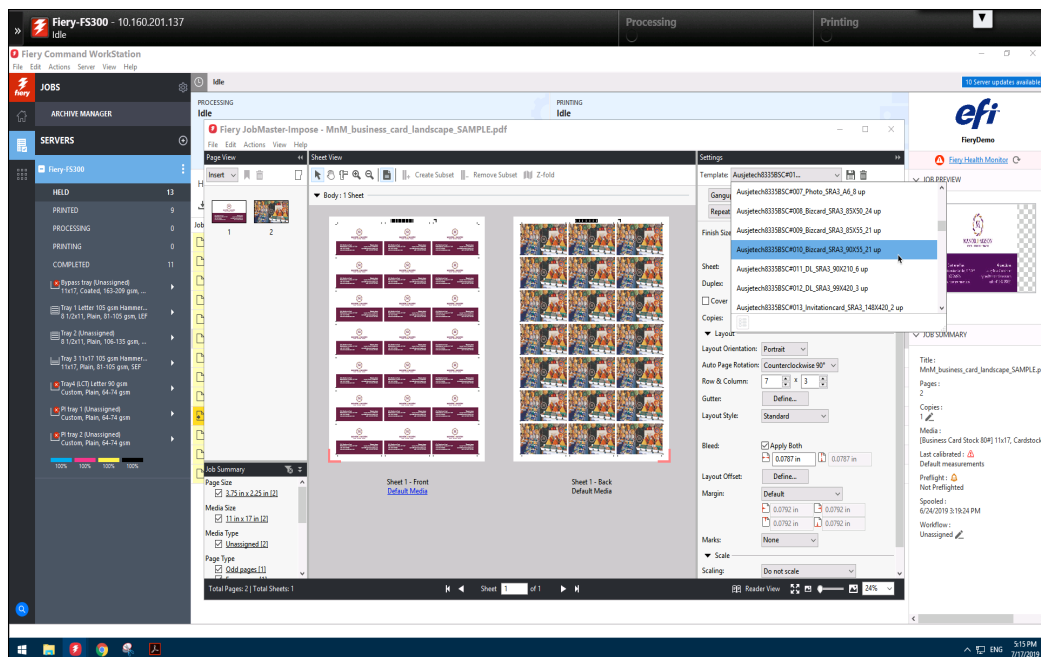 Fiery-FS300 - 10.160.201.137
Idle
Processing
Printing
Fiery Command WorkStation
File Edit Actions Server View Help
fiery
JOBS
ARCHIVE MANAGER
SERVERS
Fiery-FS300
HELD 13
PRINTED 9
PROCESSING 0
PRINTING 0
COMPLETED 11
Bypass tray (Unassigned)
11x17, Coated, 163-209 gsm, ...
Tray 1 Letter 105 gsm Hammer...
8 1/2x11, Plain, 81-105 gsm, LEF
Tray 2 (Unassigned)
8 1/2x11, Plain, 106-135 gsm, ...
Tray 3 11x17 105 gsm Hammer...
11x17, Plain, 81-105 gsm, SEF
Tray4 (LCT) Letter 90 gsm
Custom, Plain, 64-74 gsm
PI tray 1 (Unassigned)
Custom, Plain, 64-74 gsm
PI tray 2 (Unassigned)
Custom, Plain, 64-74 gsm
100% 100% 100% 100%
Idle
10 Server updates available
PROCESSING
Idle
PRINTING
Idle
H
Job
Fiery JobMaster-Impose - MnM_business_card_landscape_SAMPLE.pdf
File Edit Actions View Help
Page View
Insert
1 2
Sheet View
Create Subset Remove Subset Z-fold
Body : 1 Sheet
Sheet 1 - Front
Default Media
Sheet 1 - Back
Default Media
Job Summary
Page Size
3.75 in x 2.25 in [2]
Media Size
11 in x 17 in [2]
Media Type
Unassigned [2]
Page Type
Odd pages [1]
Total Pages: 2 | Total Sheets: 1
Sheet 1 of 1
Reader View
24%
Settings
Template: Ausjetech8335BSC#01...
Gangup
Repeat
Finish Size
Sheet:
Duplex:
Cover
Copies:
Ausjetech8335BSC#007_Photo_SRA3_A6_8 up
Ausjetech8335BSC#008_Bizcard_SRA3_85X50_24 up
Ausjetech8335BSC#009_Bizcard_SRA3_85X55_21 up
Ausjetech8335BSC#010_Bizcard_SRA3_90X55_21 up
Ausjetech8335BSC#011_DL_SRA3_90X210_6 up
Ausjetech8335BSC#012_DL_SRA3_99X420_3 up
Ausjetech8335BSC#013_Invitationcard_SRA3_148X420_2 up
Layout
Layout Orientation: Portrait
Auto Page Rotation: Counterclockwise 90°
Row & Column: 7 x 3
Gutter: Define...
Layout Style: Standard
Bleed: Apply Both
0.0787 in 0.0787 in
Layout Offset: Define...
Margin: Default
0.0792 in 0.0792 in
0.0792 in 0.0792 in
Marks: None
Scale
Scaling: Do not scale
efi
FieryDemo
Fiery Health Monitor
JOB PREVIEW
JOB SUMMARY
Title :
MnM_business_card_landscape_SAMPLE.p
Pages :
2
Copies :
1
Media :
[Business Card Stock 80#] 11x17, Cardstock
Last calibrated :
Default measurements
Preflight :
Not Preflighted
Spooled :
6/24/2019 3:19:24 PM
Workflow :
Unassigned
ENG
5:15 PM
7/17/2019